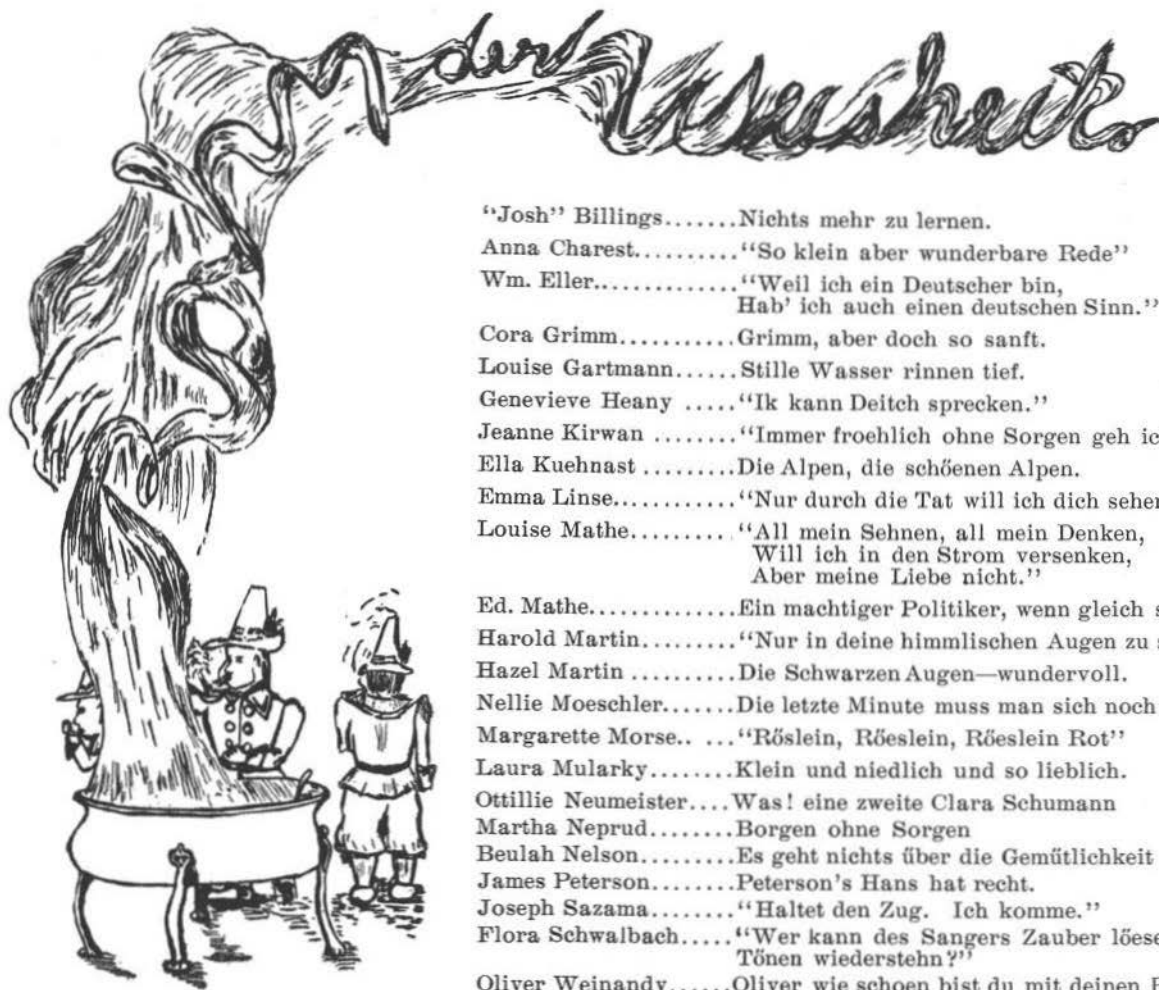 der Weisheit.
"Josh" Billings.......Nichts mehr zu lernen.
Anna Charest..........."So klein aber wunderbare Rede"
Wm. Eller.............."Weil ich ein Deutscher bin,
Hab' ich auch einen deutschen Sinn."
Cora Grimm...........Grimm, aber doch so sanft.
Louise Gartmann......Stille Wasser rinnen tief.
Genevieve Heany ....."Ik kann Deitch sprecken."
Jeanne Kirwan ........"Immer froehlich ohne Sorgen geh ic
Ella Kuehnast .........Die Alpen, die schőenen Alpen.
Emma Linse............"Nur durch die Tat will ich dich sehen
Louise Mathe.........."All mein Sehnen, all mein Denken,
Will ich in den Strom versenken,
Aber meine Liebe nicht."
Ed. Mathe..............Ein machtiger Politiker, wenn gleich s
Harold Martin........."Nur in deine himmlischen Augen zu s
Hazel Martin ..........Die Schwarzen Augen—wundervoll.
Nellie Moeschler.......Die letzte Minute muss man sich noch
Margarette Morse.. ..."Rőslein, Rőeslein, Rőeslein Rot"
Laura Mularky........Klein und niedlich und so lieblich.
Ottillie Neumeister....Was! eine zweite Clara Schumann
Martha Neprud........Borgen ohne Sorgen
Beulah Nelson.........Es geht nichts űber die Geműtlichkeit
James Peterson........Peterson's Hans hat recht.
Joseph Sazama........"Haltet den Zug. Ich komme."
Flora Schwalbach....."Wer kann des Sangers Zauber lőese
Tőnen wiederstehn?"
Oliver Weinandy......Oliver wie schoen bist du mit deinen